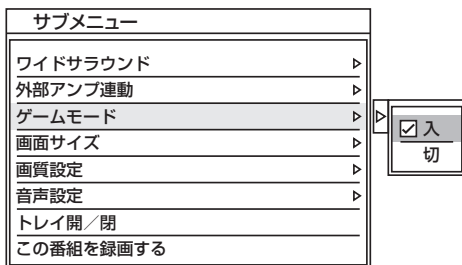 サブメニュー
ワイドサラウンド
外部アンプ連動
ゲームモード
画面サイズ
画質設定
音声設定
トレイ開／閉
この番組を録画する
入
切